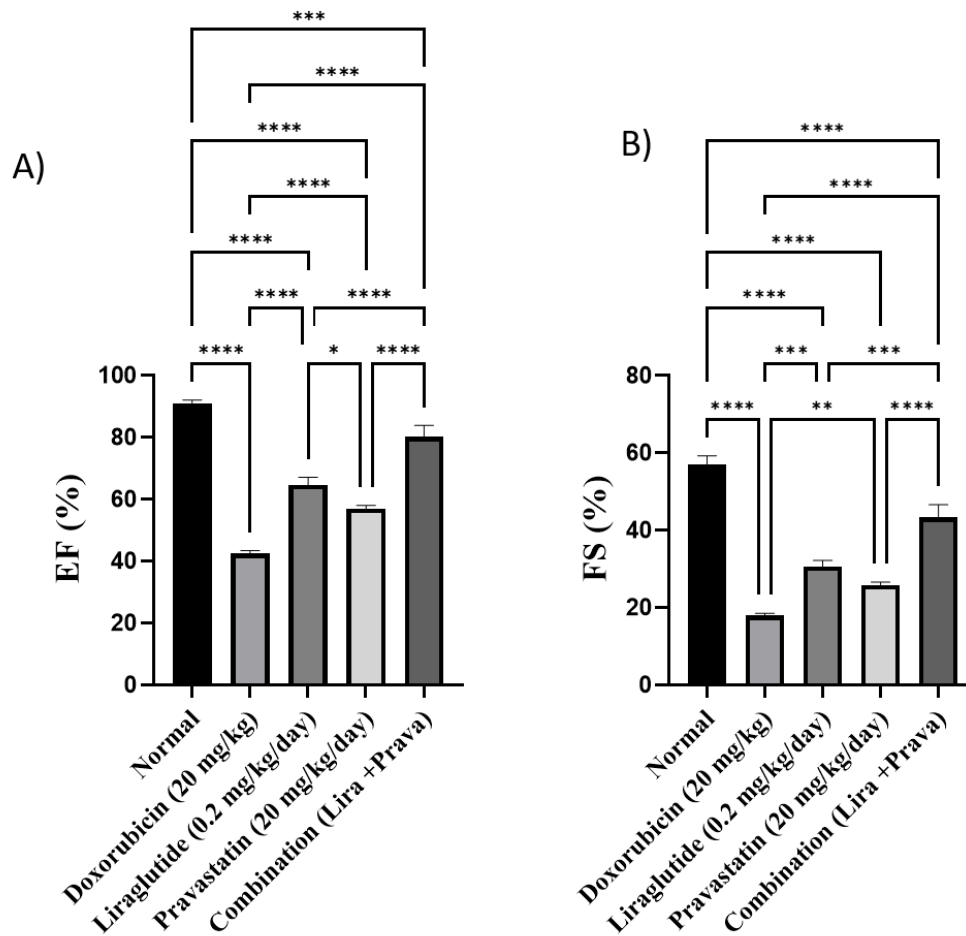 A)
***
****
****
****
****
****
****
****
*
****
EF (%)
100
80
60
40
20
0
Normal
Doxorubicin (20 mg/kg)
Liraglutide (0.2 mg/kg/day)
Pravastatin (20 mg/kg/day)
Combination (Lira +Prava)
B)
****
****
****
****
***
***
****
**
****
FS (%)
80
60
40
20
0
Normal
Doxorubicin (20 mg/kg)
Liraglutide (0.2 mg/kg/day)
Pravastatin (20 mg/kg/day)
Combination (Lira +Prava)